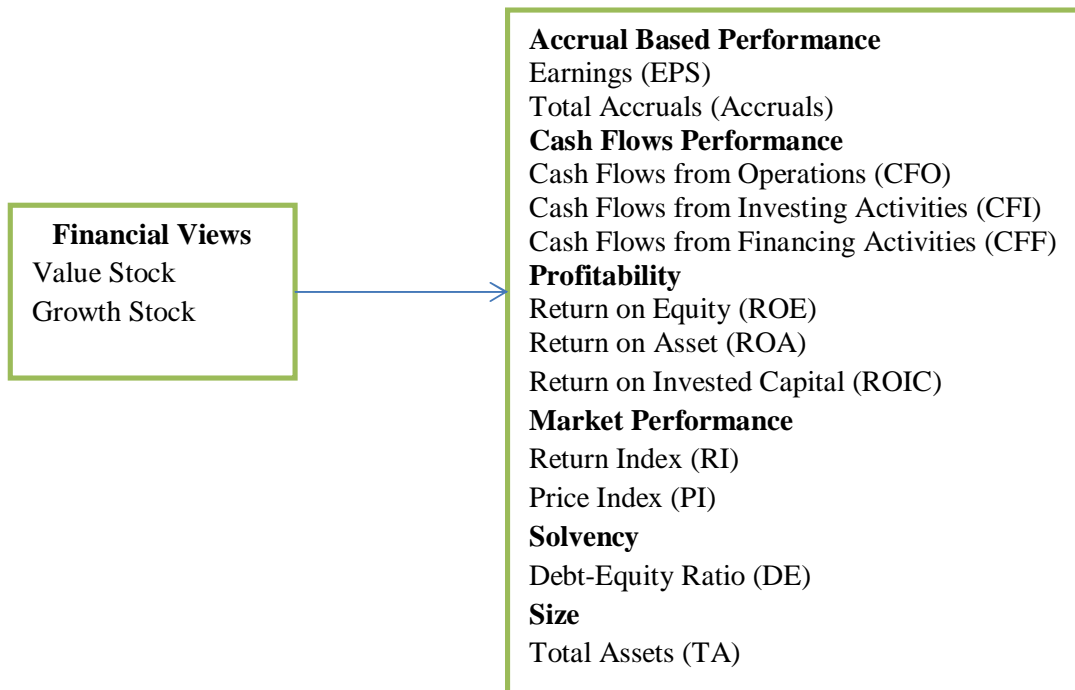 Financial Views
Value Stock
Growth Stock
Accrual Based Performance
Earnings (EPS)
Total Accruals (Accruals)
Cash Flows Performance
Cash Flows from Operations (CFO)
Cash Flows from Investing Activities (CFI)
Cash Flows from Financing Activities (CFF)
Profitability
Return on Equity (ROE)
Return on Asset (ROA)
Return on Invested Capital (ROIC)
Market Performance
Return Index (RI)
Price Index (PI)
Solvency
Debt-Equity Ratio (DE)
Size
Total Assets (TA)